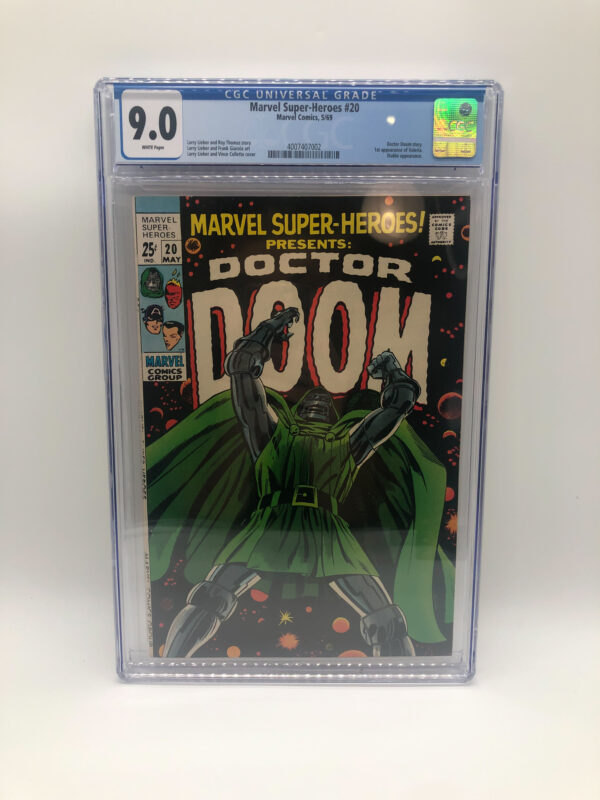 CGC UNIVERSAL GRADE
9.0
WHITE Pages
Marvel Super-Heroes #20
Marvel Comics, 5/69
Larry Lieber and Roy Thomas story
Larry Lieber and Frank Giacoia art
Larry Lieber and Vince Colletta cover
4007407002
Doctor Doom story.
1st appearance of Valeria.
Diablo appearance.
CGC
MARVEL
SUPER-
HEROES
25¢
IND.
20
MAY
MARVEL
COMICS
GROUP
MARVEL SUPER-HEROES!
PRESENTS:
DOCTOR
DOOM
APPROVED
BY THE
COMICS
CODE
AUTHORITY